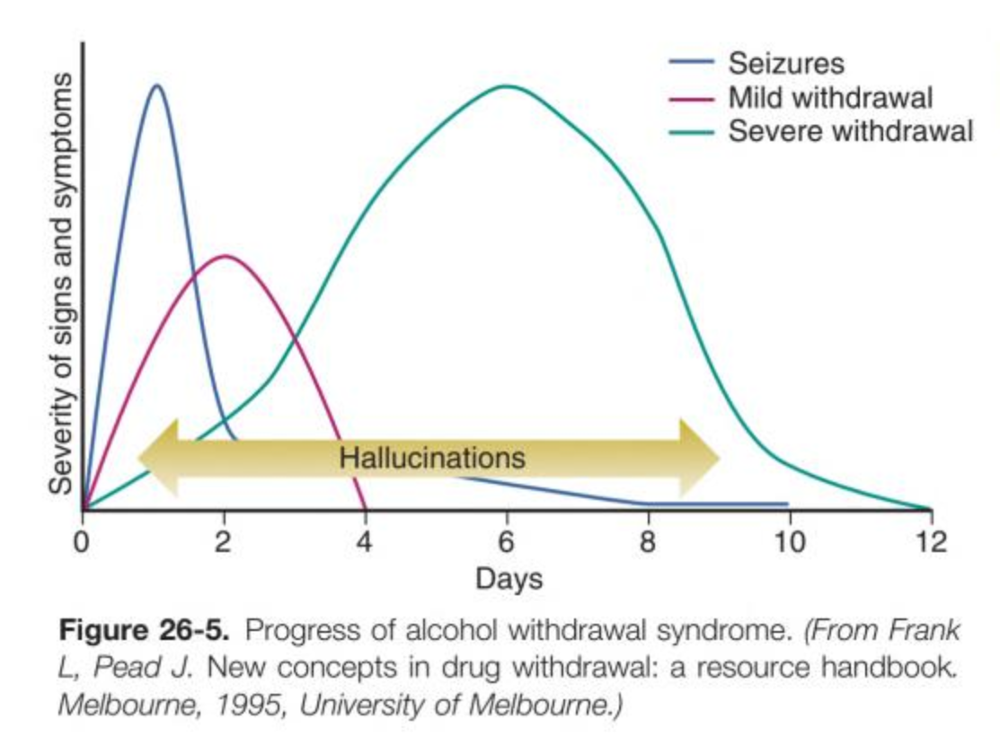 Severity of signs and symptoms
Seizures
Mild withdrawal
Severe withdrawal
Hallucinations
0 2 4 6 8 10 12
Days
Figure 26-5. Progress of alcohol withdrawal syndrome. (From Frank
L, Pead J. New concepts in drug withdrawal: a resource handbook.
Melbourne, 1995, University of Melbourne.)